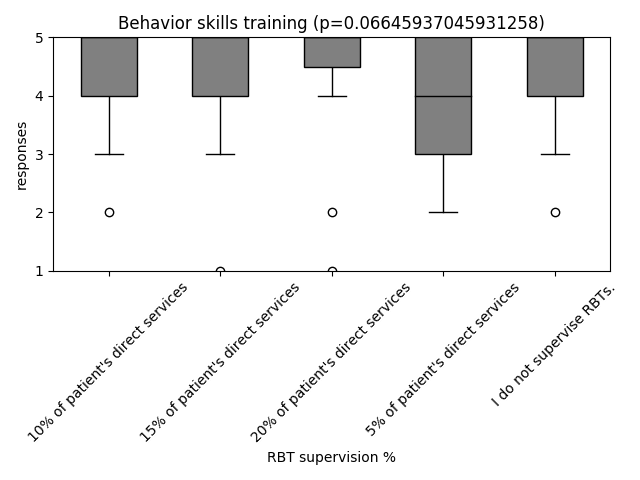 Behavior skills training (p=0.06645937045931258)
responses
5
4
3
2
1
10% of patient's direct services
15% of patient's direct services
20% of patient's direct services
5% of patient's direct services
I do not supervise RBTs.
RBT supervision %